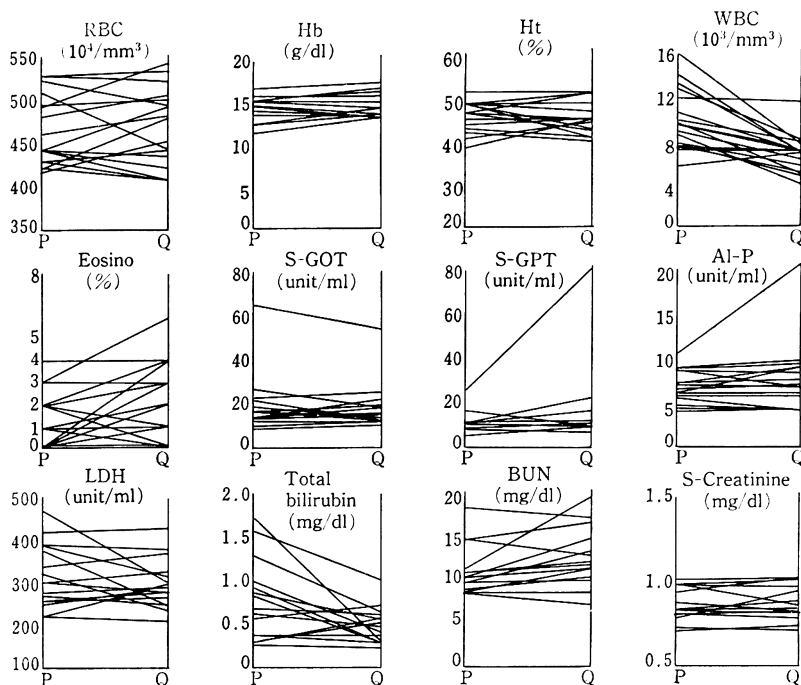 RBC
(10⁴/mm³)
550
500
450
400
350
P
Q
Hb
(g/dl)
20
15
10
5
0
P
Q
Ht
(%)
60
50
40
30
20
P
Q
WBC
(10³/mm³)
16
12
8
4
0
P
Q
Eosino
(%)
8
5
4
3
2
1
0
P
Q
S-GOT
(unit/ml)
80
60
40
20
0
P
Q
S-GPT
(unit/ml)
80
60
40
20
0
P
Q
Al-P
(unit/ml)
20
15
10
5
0
P
Q
LDH
(unit/ml)
500
400
300
200
100
P
Q
Total
bilirubin
(mg/dl)
2.0
1.5
1.0
0.5
0
P
Q
BUN
(mg/dl)
20
15
10
5
0
P
Q
S-Creatinine
(mg/dl)
1.5
1.0
0.5
P
Q